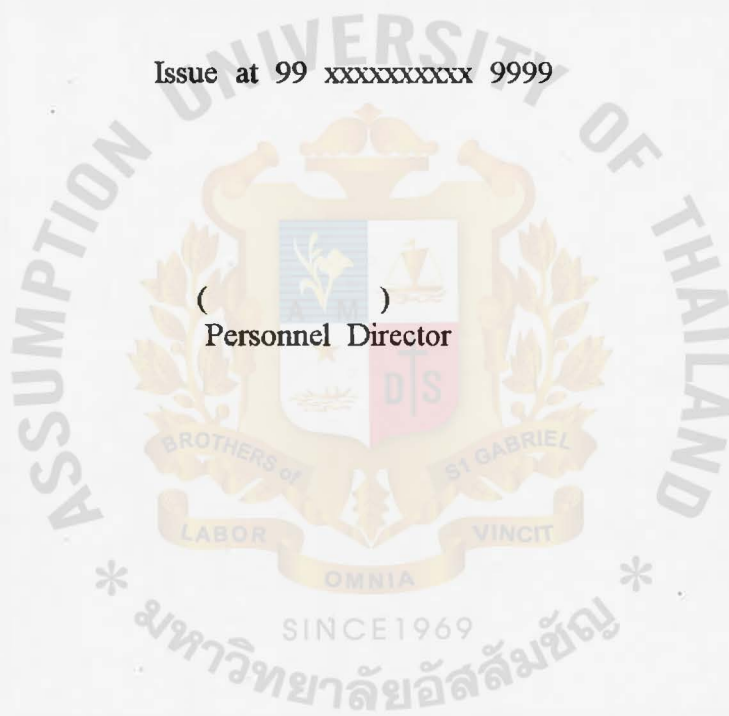 Issue at 99 xxxxxxxxxx 9999
( )
Personnel Director
ASSUMPTION UNIVERSITY OF THAILAND
A M
D S
BROTHERS of ST GABRIEL
LABOR OMNIA VINCIT
SINCE1969
* มหาวิทยาลัยอัสสัมชัญ *